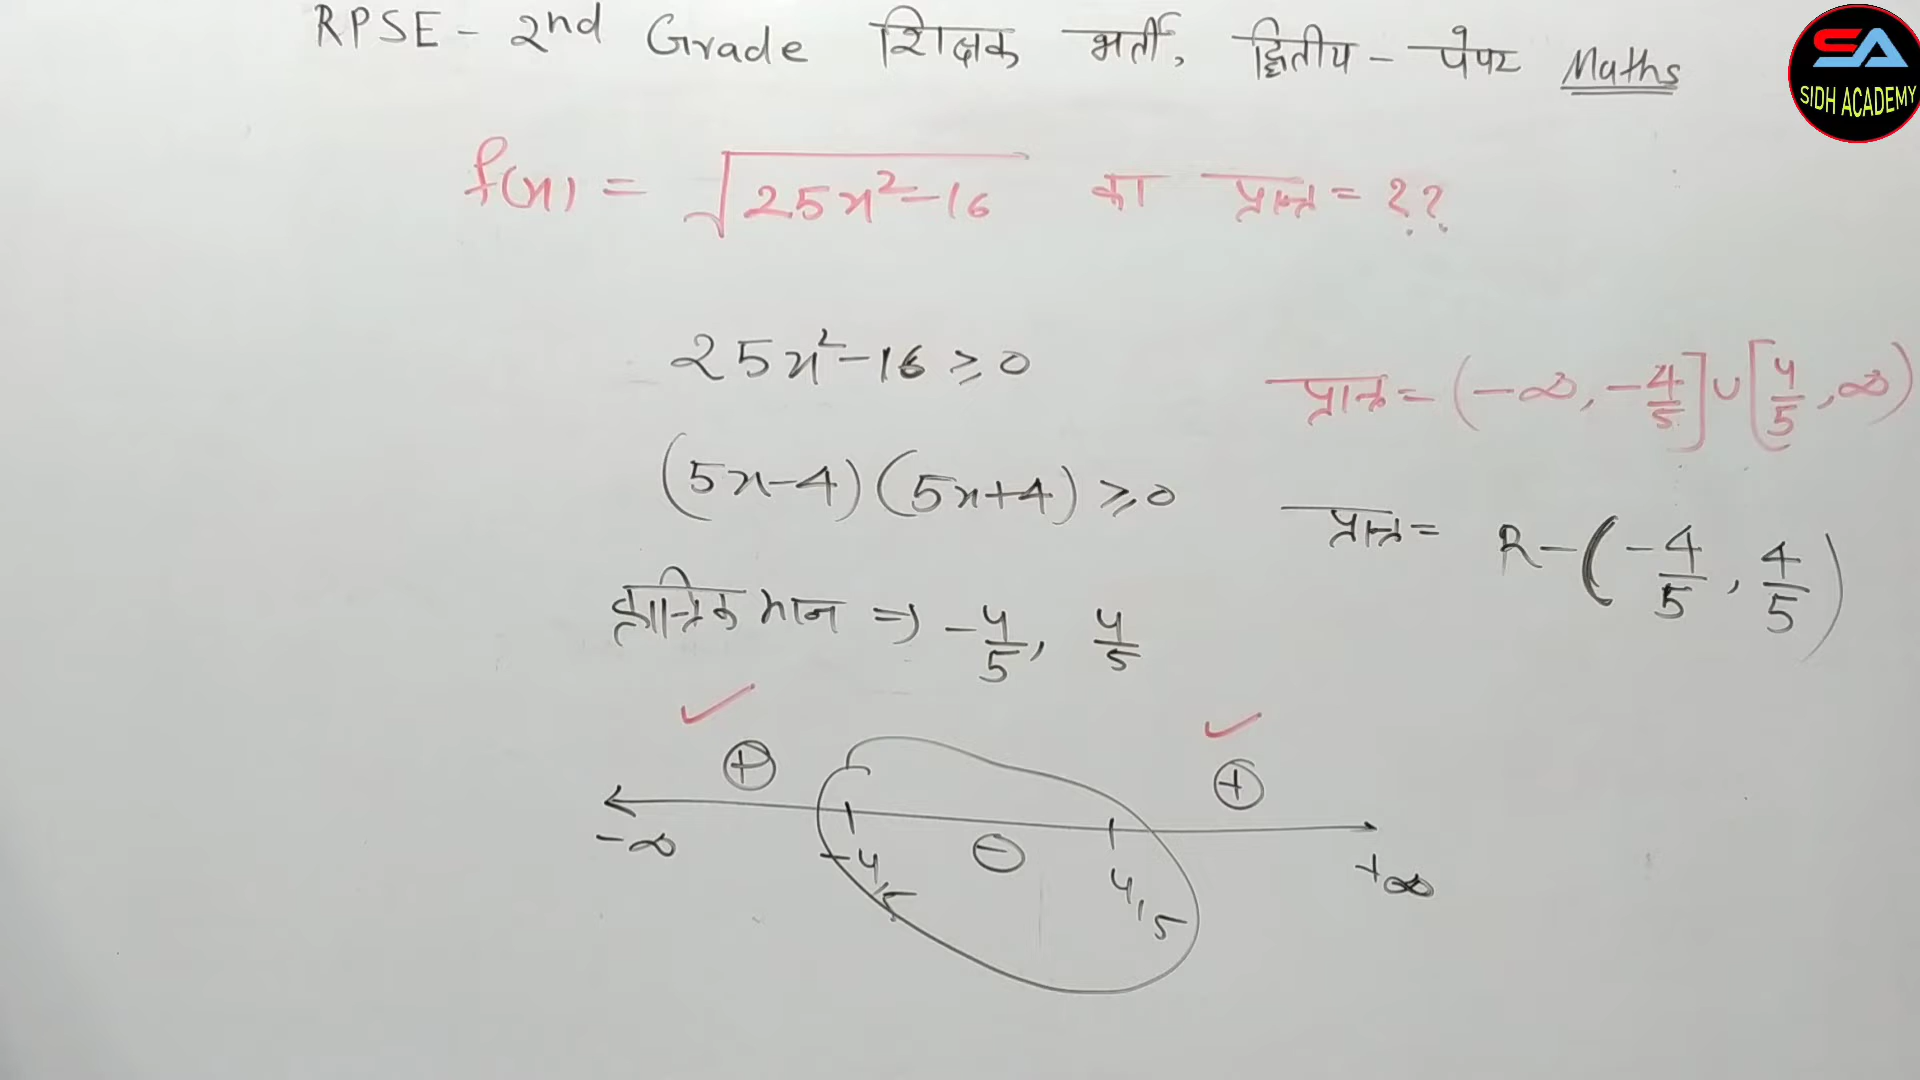 RPSE - 2nd Grade शिक्षक भर्ती, द्वितीय - पेपर Maths
SA
SIDH ACADEMY
f(x) = √25x²-16 का प्रान्त = ??
25x²-16 ≥ 0
(5x-4)(5x+4) ≥ 0
क्रान्तिक मान ⇒ -4/5, 4/5
प्रान्त = (-∞, -4/5] ∪ [4/5, ∞)
प्रान्त = R - (-4/5, 4/5)
✓ ✓
+ +
-∞ -4/5 - 4/5 +∞